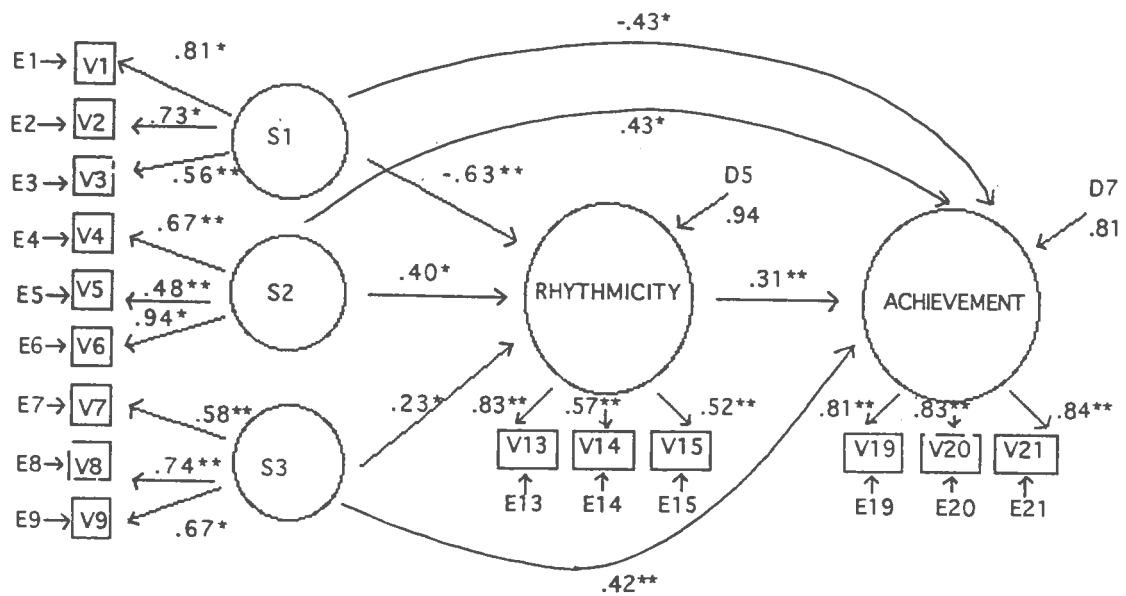 -.43*
E1 V1 .81*
E2 V2 .73*
S1
.43*
E3 V3 .56**
-.63**
D5
.94
D7
.81
E4 V4 .67**
E5 V5 .48**
S2
.40*
RHYTHMICITY
.31**
ACHIEVEMENT
E6 V6 .94*
E7 V7 .58**
.23*
.83** .57** .52**
.81** .83** .84**
V13 V14 V15
V19 V20 V21
E8 V8 .74**
S3
E13 E14 E15
E19 E20 E21
E9 V9 .67*
.42**